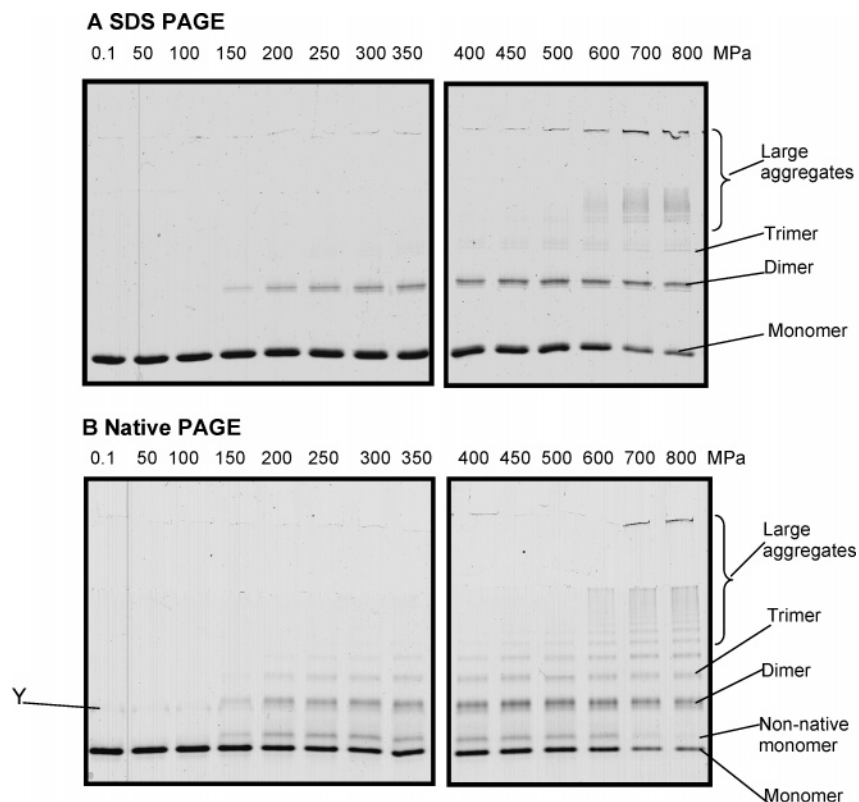 A SDS PAGE
0.1 50 100 150 200 250 300 350 400 450 500 600 700 800 MPa
Large
aggregates
Trimer
Dimer
Monomer
B Native PAGE
0.1 50 100 150 200 250 300 350 400 450 500 600 700 800 MPa
Large
aggregates
Trimer
Y
Dimer
Non-native
monomer
Monomer